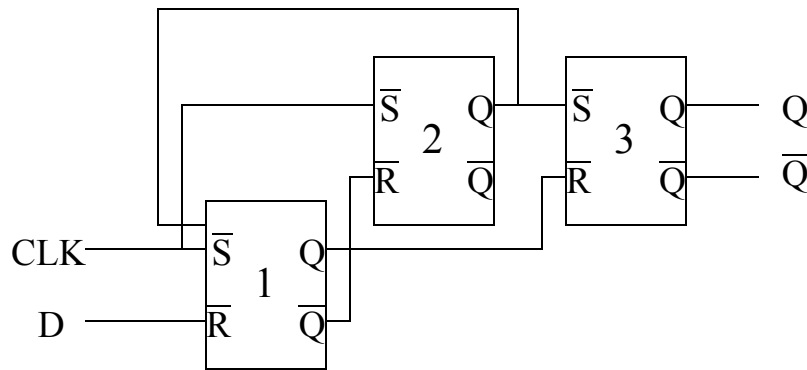 S̅ Q S̅ Q Q
2 3
R̅ Q̅ R̅ Q̅ Q̅
CLK S̅ Q
1
D R̅ Q̅